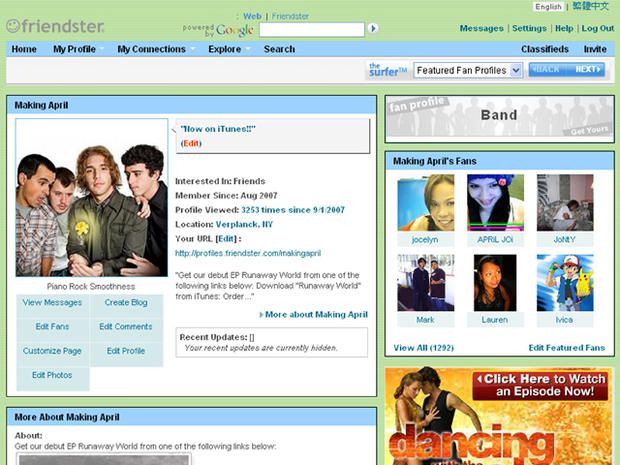 English | 繁體中文
: Web | Friendster
friendster
powered by Google
Messages | Settings | Help | Log Out
Home My Profile My Connections Explore Search Classifieds Invite
the surfer™ Featured Fan Profiles BACK NEXT
Making April
"Now on iTunes!!"
(Edit)
Interested In: Friends
Member Since: Aug 2007
Profile Viewed: 3253 times since 9/1/2007
Location: Verplanck, NY
Your URL [Edit] :
http://profiles.friendster.com/makingapril
Piano Rock Smoothness
"Get our debut EP Runaway World from one of the
following links below: Download "Runaway World"
from iTunes: Order..."
More about Making April
View Messages Create Blog
Edit Fans Edit Comments
Customize Page Edit Profile
Edit Photos
Recent Updates: []
Your recent updates are currently hidden.
More About Making April
About:
Get our debut EP Runaway World from one of the following links below:
fan profile
Band
Get Yours
Making April's Fans
jocelyn APRiL JOi JoNtY
Mark Lauren Ivica
View All (1292) Edit Featured Fans
Click Here to Watch
an Episode Now!
dancing